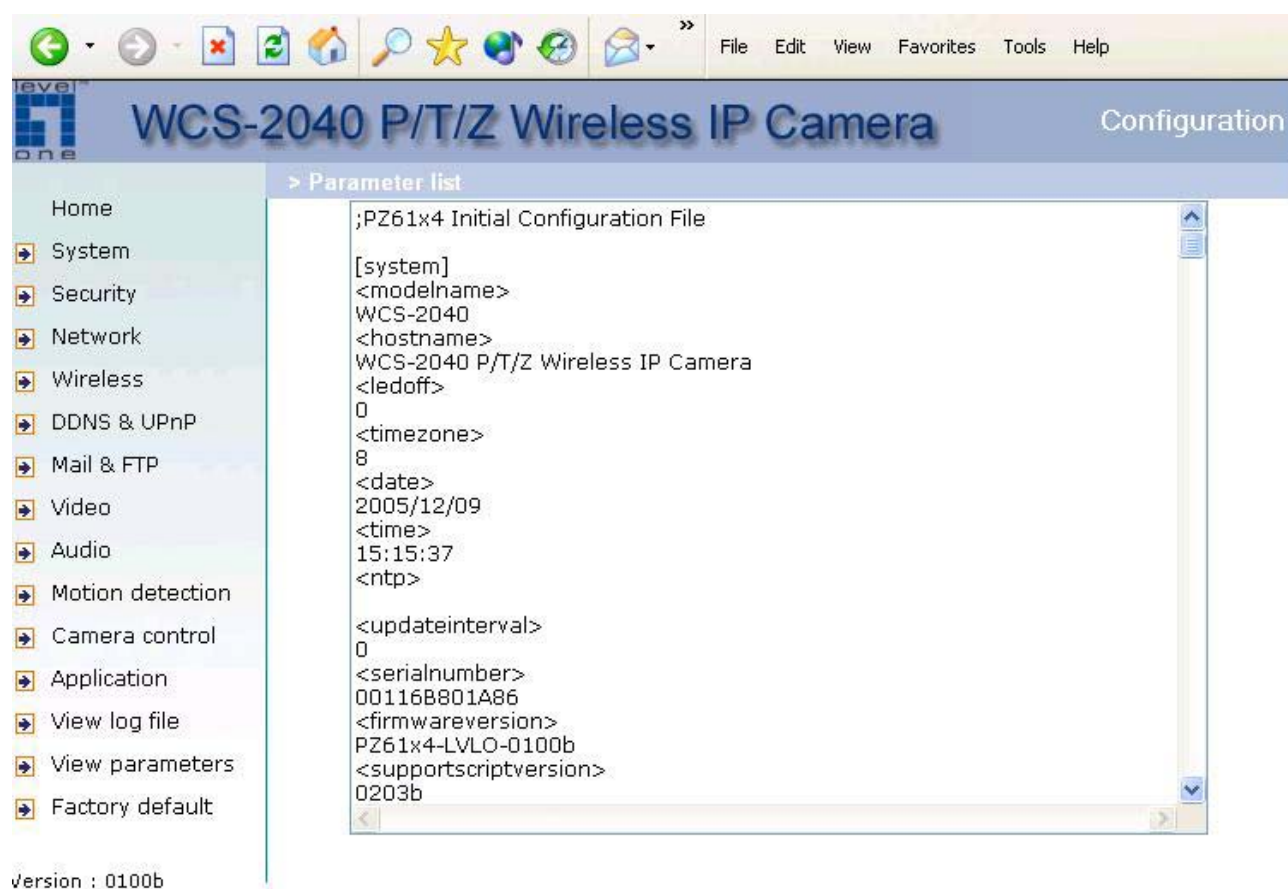 » File Edit View Favorites Tools Help
level one
WCS-2040 P/T/Z Wireless IP Camera
Configuration
> Parameter list
Home
System
Security
Network
Wireless
DDNS & UPnP
Mail & FTP
Video
Audio
Motion detection
Camera control
Application
View log file
View parameters
Factory default
Version : 0100b
;PZ61x4 Initial Configuration File
[system]
<modelname>
WCS-2040
<hostname>
WCS-2040 P/T/Z Wireless IP Camera
<ledoff>
0
<timezone>
8
<date>
2005/12/09
<time>
15:15:37
<ntp>
<updateinterval>
0
<serialnumber>
00116B801A86
<firmwareversion>
PZ61x4-LVLO-0100b
<supportscriptversion>
0203b